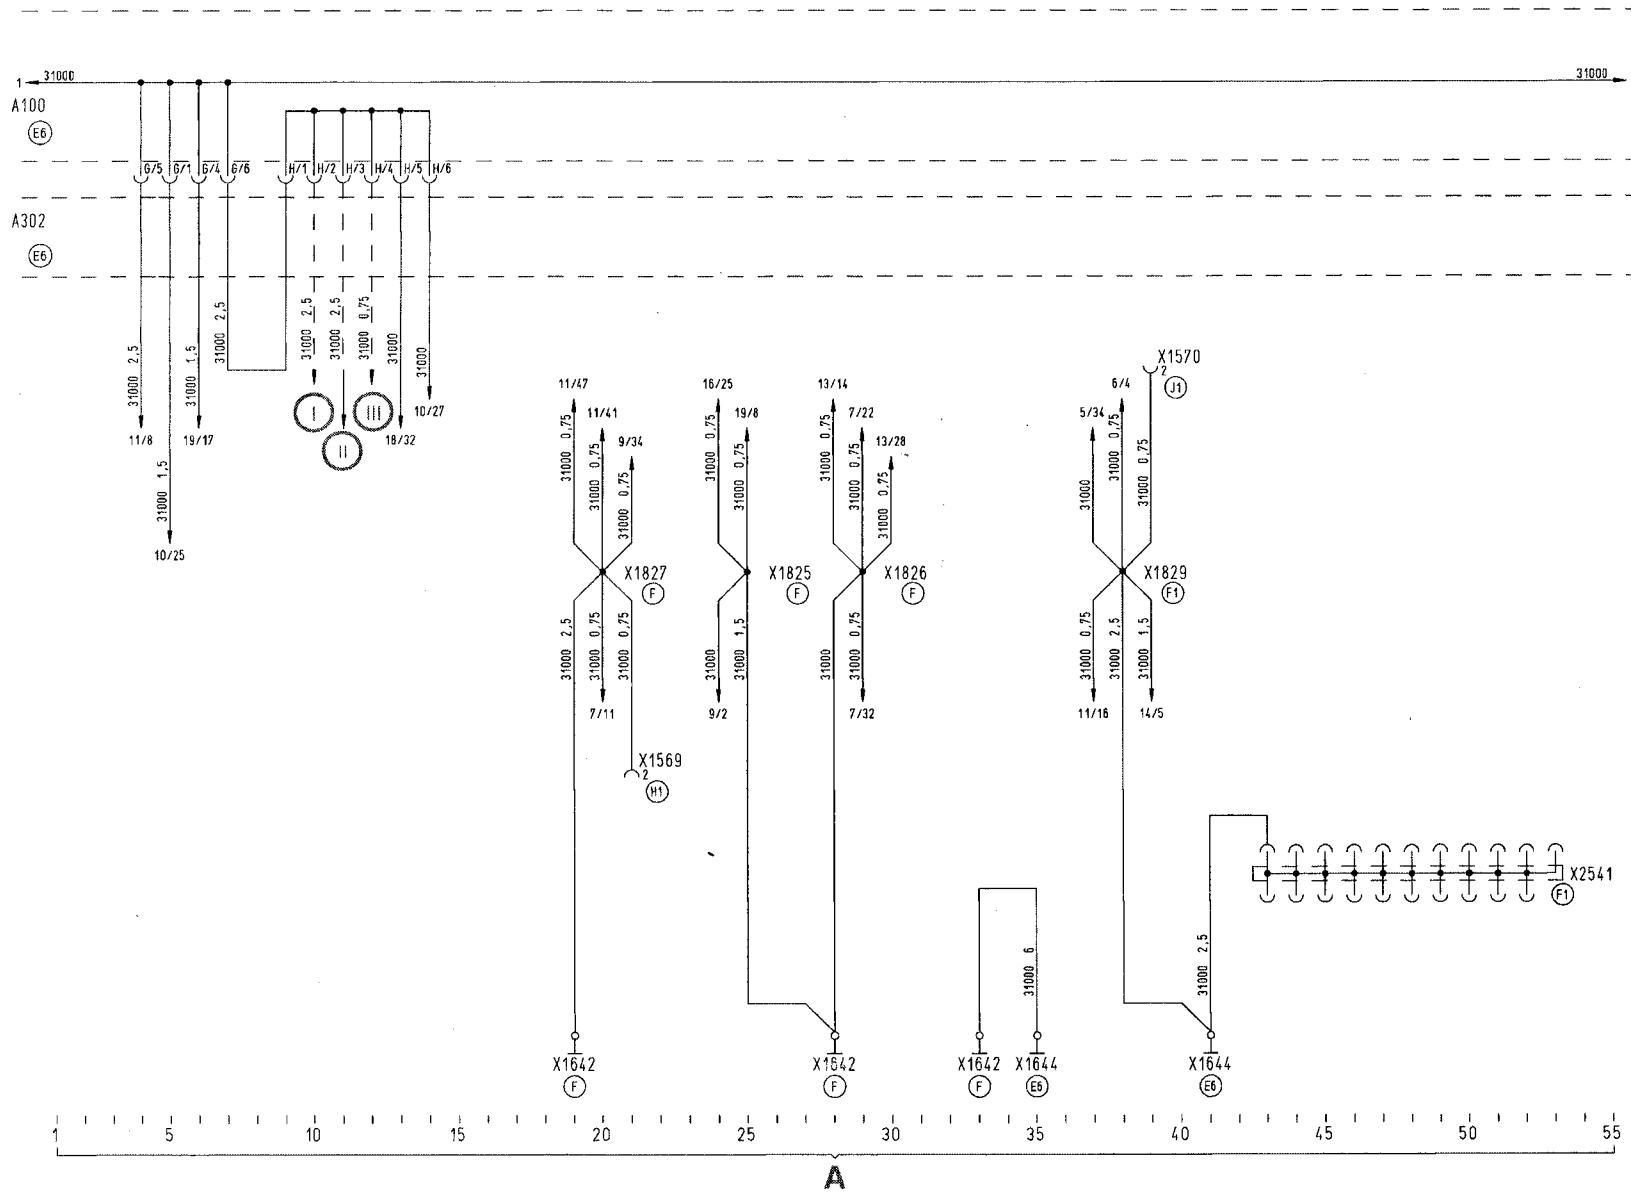 1 31000 31000
A100
E6
G/5 G/1 G/4 G/6 H/1 H/2 H/3 H/4 H/5 H/6
A302
E6
31000 2,5
31000 1,5
31000 1,5
31000 2,5
31000 2,5
31000 2,5
31000 0,75
31000
31000
11/8
10/25
19/17
I
II
III
18/32
10/27
11/47
11/41
9/34
31000 0,75
31000 0,75
31000 0,75
X1827
F
31000 2,5
31000 0,75
31000 0,75
7/11
X1569
2
H1
16/25
19/8
31000 0,75
31000 0,75
X1825
F
31000
31000 1,5
9/2
13/14
7/22
13/28
31000 0,75
31000 0,75
31000 0,75
X1826
F
31000
31000 0,75
7/32
5/34
6/4
X1570
2
J1
31000
31000 0,75
31000 0,75
X1829
F1
31000 0,75
31000 2,5
31000 1,5
11/16
14/5
X2541
F1
31000 6
31000 2,5
X1642
F
X1642
F
X1642
F
X1644
E6
X1644
E6
1 5 10 15 20 25 30 35 40 45 50 55
A